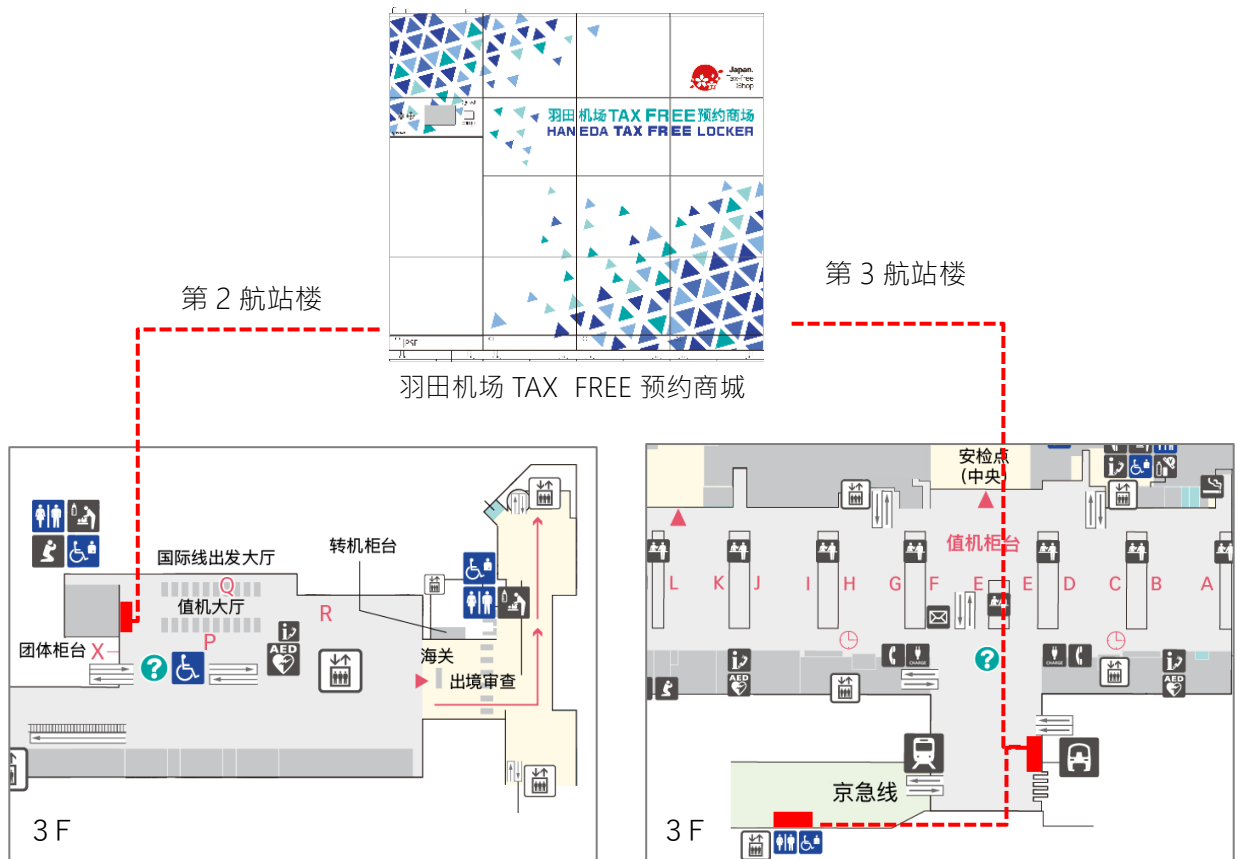 Japan.
Tax-free
Shop
羽田机场TAX FREE预约商场
HANEDA TAX FREE LOCKER
PSF
第 2 航站楼
第 3 航站楼
羽田机场 TAX FREE 预约商城
国际线出发大厅
Q
值机大厅
P
R
转机柜台
团体柜台
X
?
AED
海关
出境审查
3 F
安检点
(中央)
值机柜台
L
K
J
I
H
G
F
E
E
D
C
B
A
?
CHARGE
CHARGE
AED
AED
京急线
3 F